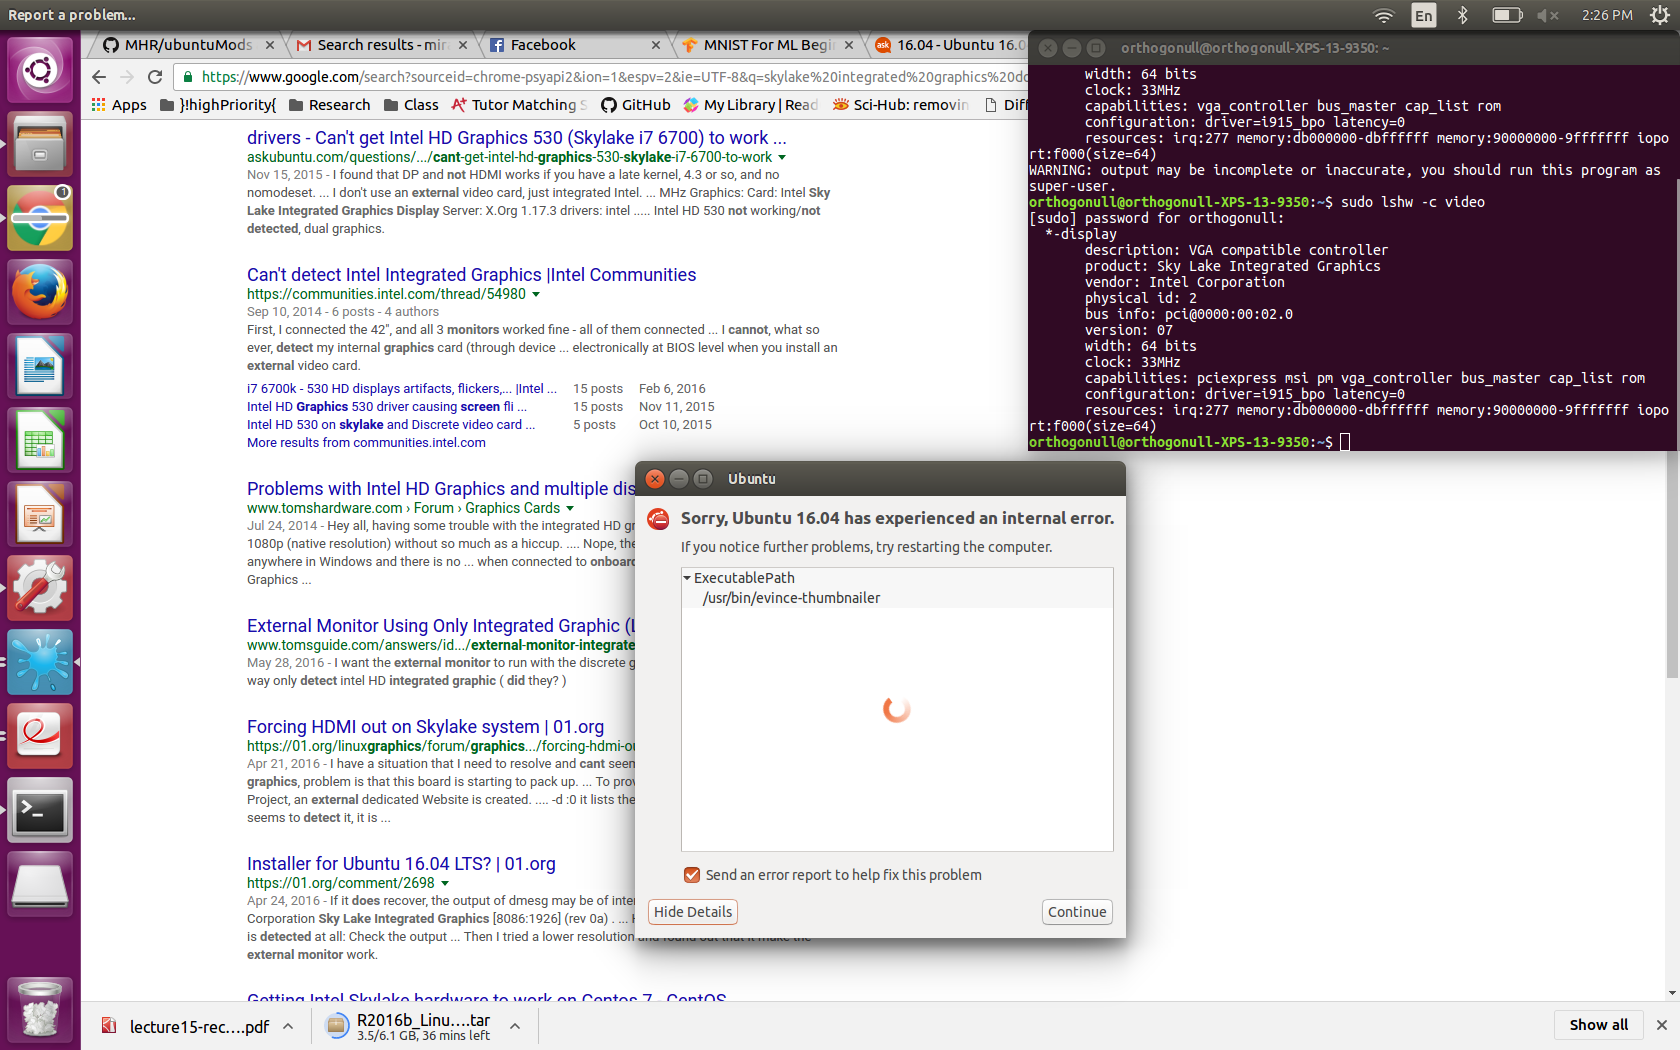 Report a problem...
En
2:26 PM
MHR/ubuntuMods
Search results - mir
Facebook
MNIST For ML Begi
ask
16.04 - Ubuntu 16.0
https://www.google.com/search?sourceid=chrome-psyapi2&ion=1&espv=2&ie=UTF-8&q=skylake%20integrated%20graphics%20do
Apps
}!highPriority{
Research
Class
Tutor Matching S
GitHub
My Library | Read
Sci-Hub: removin
Diff
drivers - Can't get Intel HD Graphics 530 (Skylake i7 6700) to work ...
askubuntu.com/questions/.../cant-get-intel-hd-graphics-530-skylake-i7-6700-to-work
Nov 15, 2015 - I found that DP and not HDMI works if you have a late kernel, 4.3 or so, and no
nomodeset. ... I don't use an external video card, just integrated Intel. ... MHz Graphics: Card: Intel Sky
Lake Integrated Graphics Display Server: X.Org 1.17.3 drivers: intel ..... Intel HD 530 not working/not
detected, dual graphics.
Can't detect Intel Integrated Graphics |Intel Communities
https://communities.intel.com/thread/54980
Sep 10, 2014 - 6 posts - 4 authors
First, I connected the 42", and all 3 monitors worked fine - all of them connected ... I cannot, what so
ever, detect my internal graphics card (through device ... electronically at BIOS level when you install an
external video card.
i7 6700k - 530 HD displays artifacts, flickers,... |Intel ... 15 posts Feb 6, 2016
Intel HD Graphics 530 driver causing screen fli ... 15 posts Nov 11, 2015
Intel HD 530 on skylake and Discrete video card ... 5 posts Oct 10, 2015
More results from communities.intel.com
Problems with Intel HD Graphics and multiple dis
www.tomshardware.com › Forum › Graphics Cards
Jul 24, 2014 - Hey all, having some trouble with the integrated HD gr
1080p (native resolution) without so much as a hiccup. .... Nope, the
anywhere in Windows and there is no ... when connected to onboard
Graphics ...
External Monitor Using Only Integrated Graphic (L
www.tomsguide.com/answers/id.../external-monitor-integrate
May 28, 2016 - I want the external monitor to run with the discrete g
way only detect intel HD integrated graphic ( did they? )
Forcing HDMI out on Skylake system | 01.org
https://01.org/linuxgraphics/forum/graphics.../forcing-hdmi-ou
Apr 21, 2016 - I have a situation that I need to resolve and cant seem
graphics, problem is that this board is starting to pack up. ... To prov
Project, an external dedicated Website is created. .... -d :0 it lists the
seems to detect it, it is ...
Installer for Ubuntu 16.04 LTS? | 01.org
https://01.org/comment/2698
Apr 24, 2016 - If it does recover, the output of dmesg may be of inter
Corporation Sky Lake Integrated Graphics [8086:1926] (rev 0a) . ... H
is detected at all: Check the output ... Then I tried a lower resolution and found out that it make the
external monitor work.
Getting Intel Skylake hardware to work on Centos 7 - CentOS
orthogonull@orthogonull-XPS-13-9350: ~
width: 64 bits
clock: 33MHz
capabilities: vga_controller bus_master cap_list rom
configuration: driver=i915_bpo latency=0
resources: irq:277 memory:db000000-dbffffff memory:90000000-9fffffff iopo
rt:f000(size=64)
WARNING: output may be incomplete or inaccurate, you should run this program as
super-user.
orthogonull@orthogonull-XPS-13-9350:~$ sudo lshw -c video
[sudo] password for orthogonull:
*-display
description: VGA compatible controller
product: Sky Lake Integrated Graphics
vendor: Intel Corporation
physical id: 2
bus info: pci@0000:00:02.0
version: 07
width: 64 bits
clock: 33MHz
capabilities: pciexpress msi pm vga_controller bus_master cap_list rom
configuration: driver=i915_bpo latency=0
resources: irq:277 memory:db000000-dbffffff memory:90000000-9fffffff iopo
rt:f000(size=64)
orthogonull@orthogonull-XPS-13-9350:~$
Ubuntu
Sorry, Ubuntu 16.04 has experienced an internal error.
If you notice further problems, try restarting the computer.
ExecutablePath
/usr/bin/evince-thumbnailer
Send an error report to help fix this problem
Hide Details
Continue
1
lecture15-rec....pdf
R2016b_Linu....tar
3.5/6.1 GB, 36 mins left
Show all